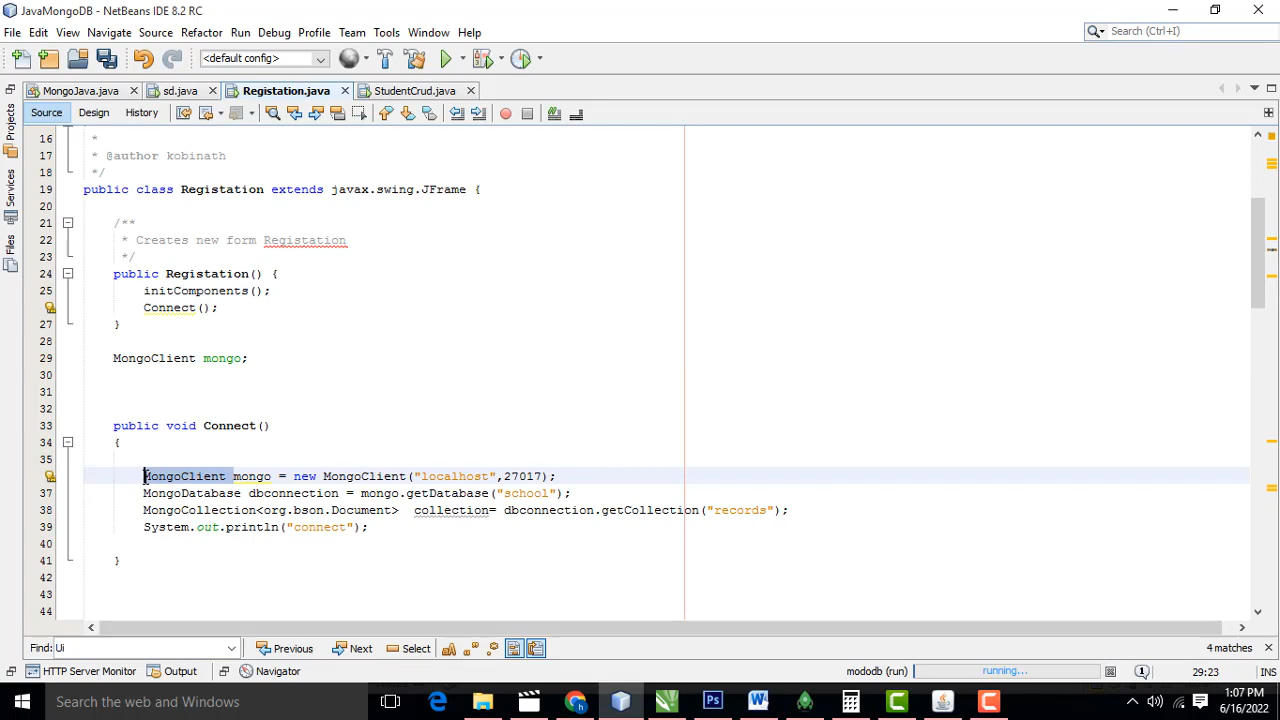 JavaMongoDB - NetBeans IDE 8.2 RC
File Edit View Navigate Source Refactor Run Debug Profile Team Tools Window Help
Search (Ctrl+I)
<default config>
MongoJava.java sd.java Registation.java StudentCrud.java
Source Design History
Projects
Services
Files
16 *
17 * @author kobinath
18 */
19 public class Registation extends javax.swing.JFrame {
20
21 /**
22 * Creates new form Registation
23 */
24 public Registation() {
25 initComponents();
Connect();
27 }
28
29 MongoClient mongo;
30
31
32
33 public void Connect()
34 {
35
MongoClient mongo = new MongoClient("localhost",27017);
37 MongoDatabase dbconnection = mongo.getDatabase("school");
38 MongoCollection<org.bson.Document> collection= dbconnection.getCollection("records");
39 System.out.println("connect");
40
41 }
42
43
44
Find: Ui Previous Next Select 4 matches
HTTP Server Monitor Output Navigator mododb (run) running... 1 29:23 INS
Search the web and Windows
1:07 PM
6/16/2022